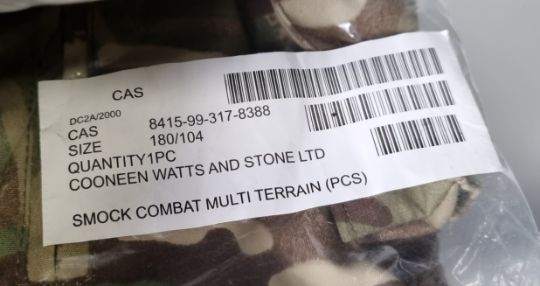 CAS
DC2A/2000
CAS 8415-99-317-8388
SIZE 180/104
QUANTITY1PC
COONEEN WATTS AND STONE LTD
SMOCK COMBAT MULTI TERRAIN (PCS)